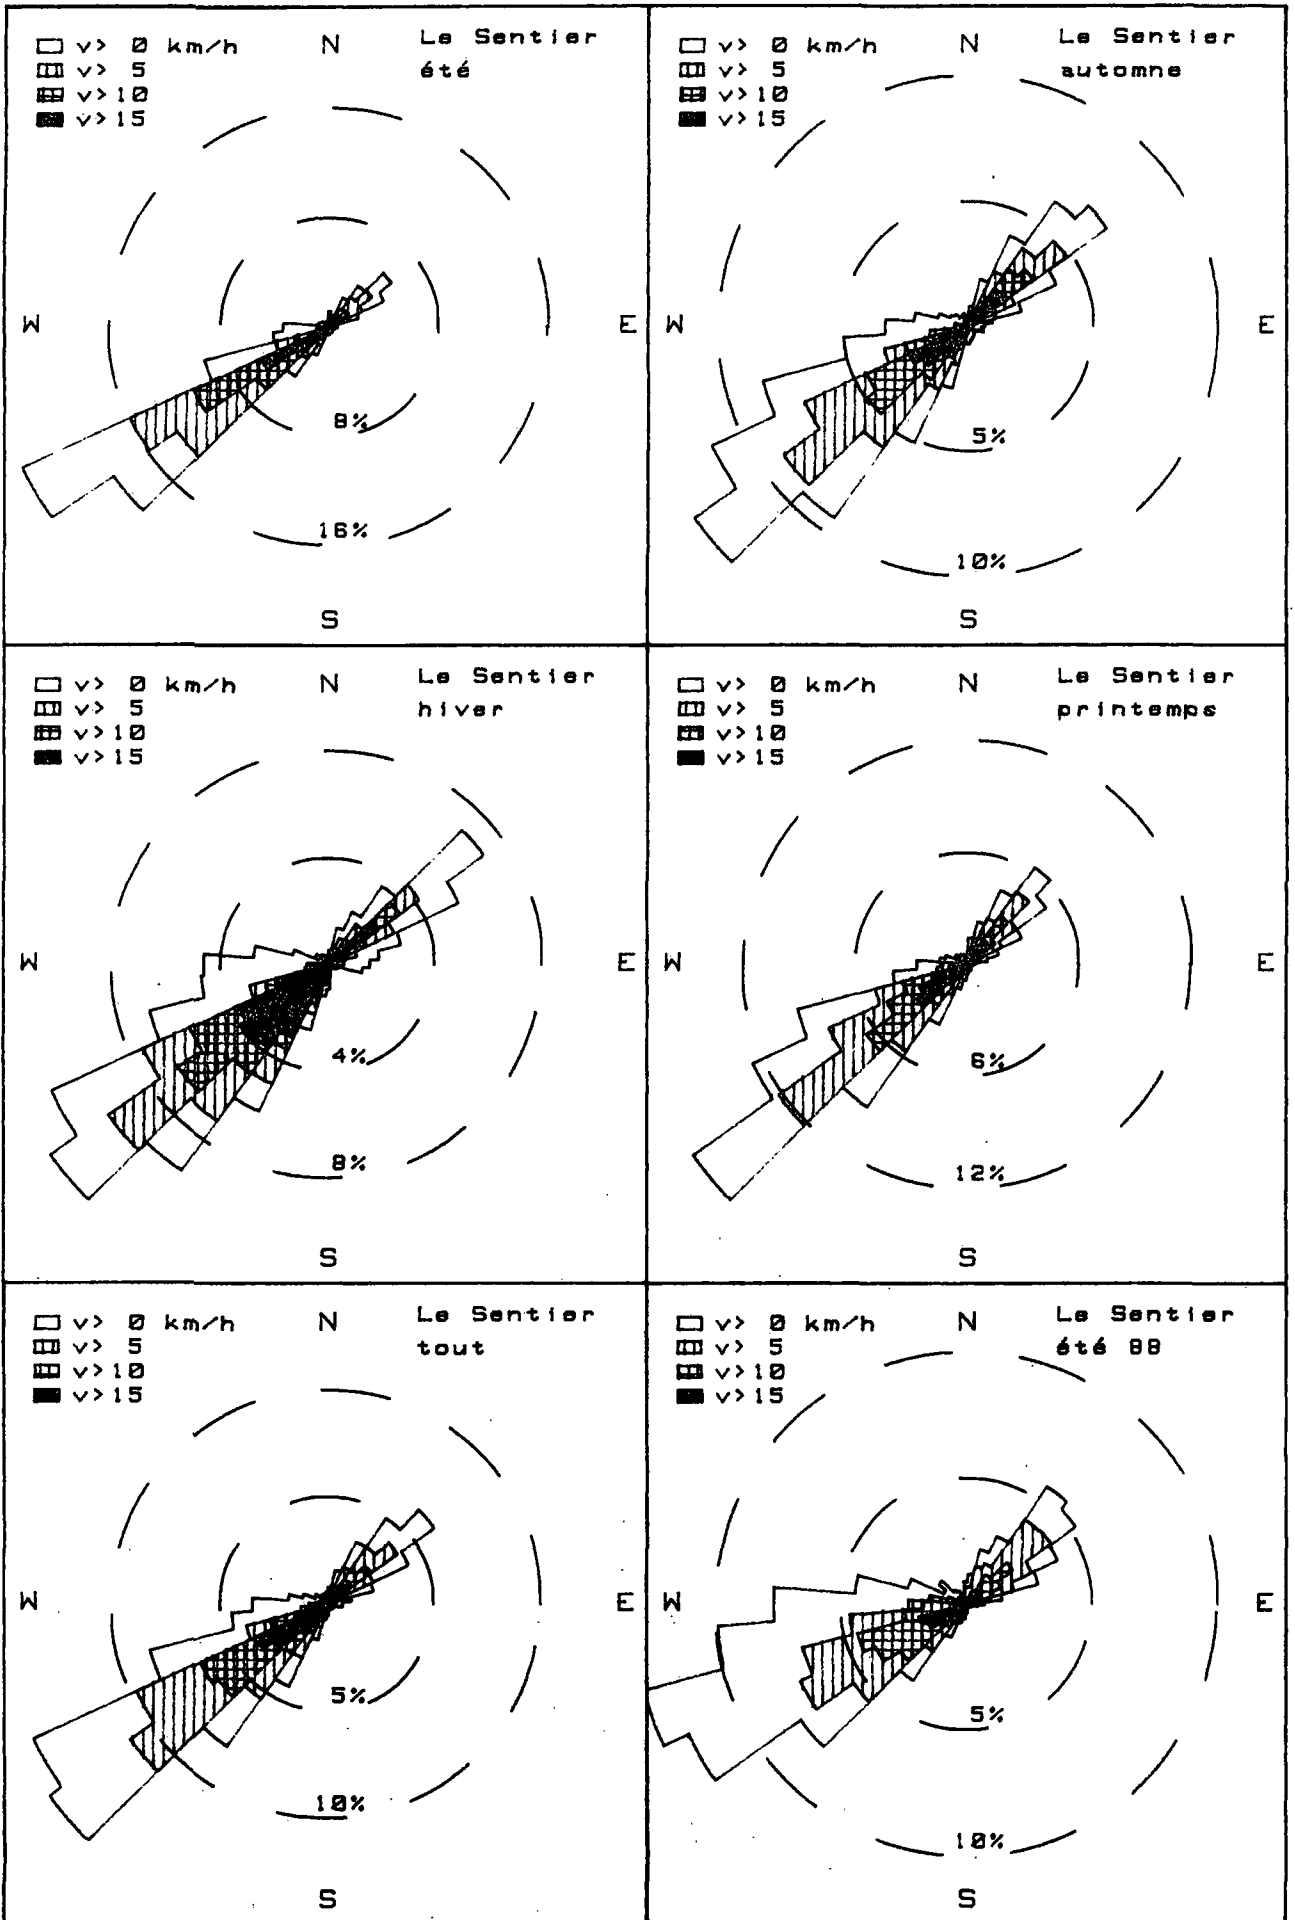 v> 0 km/h N Le Sentier
v> 5 été
v>10
v>15
W E
8%
16%
S
v> 0 km/h N Le Sentier
v> 5 automne
v>10
v>15
W E
5%
10%
S
v> 0 km/h N Le Sentier
v> 5 hiver
v>10
v>15
W E
4%
8%
S
v> 0 km/h N Le Sentier
v> 5 printemps
v>10
v>15
W E
6%
12%
S
v> 0 km/h N Le Sentier
v> 5 tout
v>10
v>15
W E
5%
10%
S
v> 0 km/h N Le Sentier
v> 5 été 88
v>10
v>15
W E
5%
10%
S